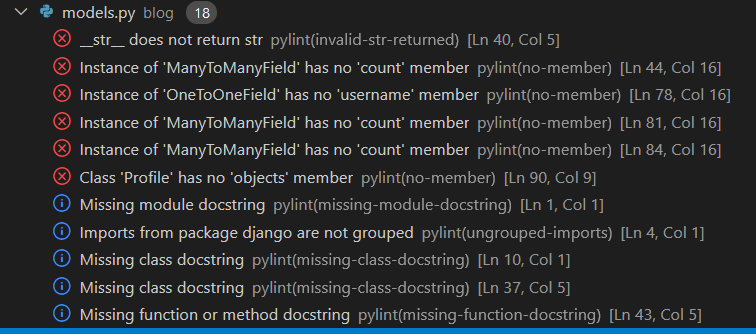 models.py blog 18
__str__ does not return str pylint(invalid-str-returned) [Ln 40, Col 5]
Instance of 'ManyToManyField' has no 'count' member pylint(no-member) [Ln 44, Col 16]
Instance of 'OneToOneField' has no 'username' member pylint(no-member) [Ln 78, Col 16]
Instance of 'ManyToManyField' has no 'count' member pylint(no-member) [Ln 81, Col 16]
Instance of 'ManyToManyField' has no 'count' member pylint(no-member) [Ln 84, Col 16]
Class 'Profile' has no 'objects' member pylint(no-member) [Ln 90, Col 9]
Missing module docstring pylint(missing-module-docstring) [Ln 1, Col 1]
Imports from package django are not grouped pylint(ungrouped-imports) [Ln 4, Col 1]
Missing class docstring pylint(missing-class-docstring) [Ln 10, Col 1]
Missing class docstring pylint(missing-class-docstring) [Ln 37, Col 5]
Missing function or method docstring pylint(missing-function-docstring) [Ln 43, Col 5]